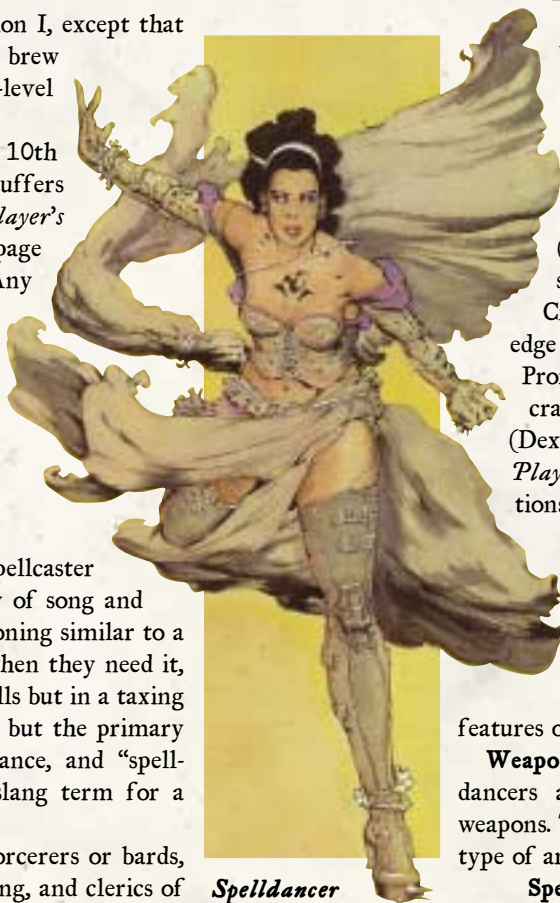 on I, except that
brew
-level
10th
uffers
layer's
page
Any
pellcaster
of song and
oning similar to a
hen they need it,
lls but in a taxing
but the primary
ance, and “spell-
slang term for a
orcerers or bards,
ng, and clerics of
Spelldancer
edge
Pro
cra
(Dex
Play
tions
features o
Weapo
dancers a
weapons.
type of ar
Spe